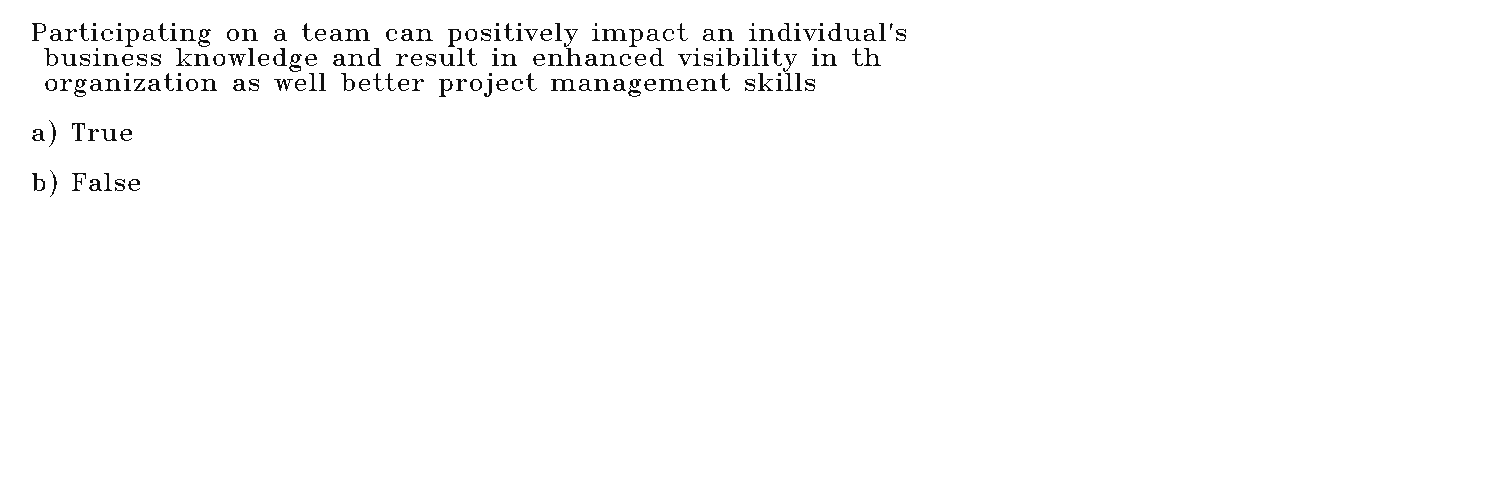 Participating on a team can positively impact an individual's
business knowledge and result in enhanced visibility in th
organization as well better project management skills
a) True
b) False